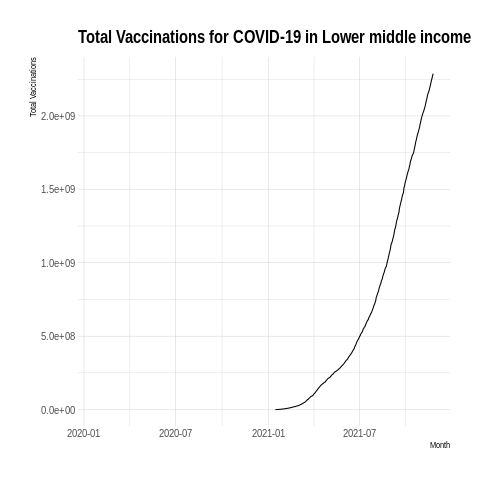 Total Vaccinations for COVID-19 in Lower middle income
Total Vaccinations
2.0e+09
1.5e+09
1.0e+09
5.0e+08
0.0e+00
2020-01 2020-07 2021-01 2021-07
Month